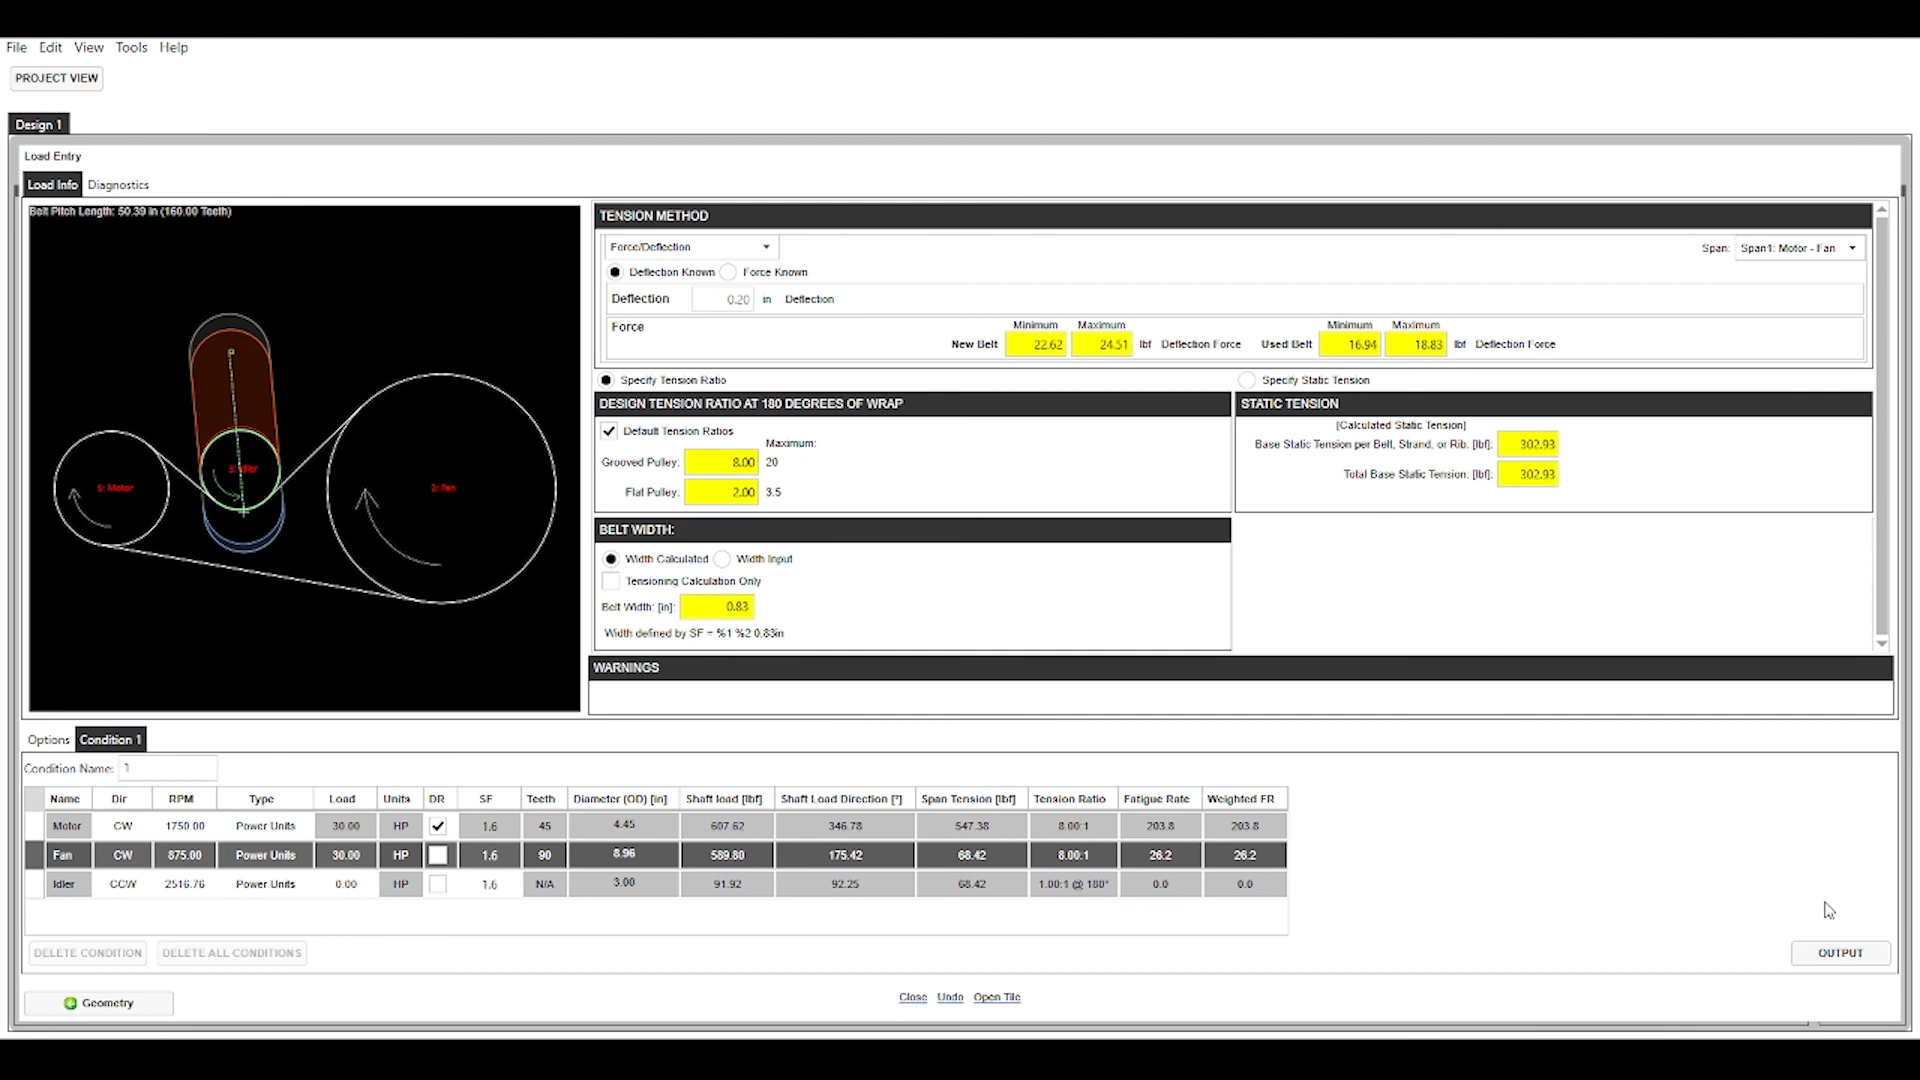 File Edit View Tools Help
PROJECT VIEW
Design 1
Load Entry
Load Info Diagnostics
Belt Pitch Length: 50.39 in (160.00 Teeth)
1: Motor
3: Idler
2: Fan
TENSION METHOD
Force/Deflection
Span: Span1: Motor - Fan
Deflection Known Force Known
Deflection 0.20 in Deflection
Force
Minimum Maximum Minimum Maximum
New Belt 22.62 24.51 lbf Deflection Force Used Belt 16.94 18.83 lbf Deflection Force
Specify Tension Ratio Specify Static Tension
DESIGN TENSION RATIO AT 180 DEGREES OF WRAP
Default Tension Ratios
Maximum:
Grooved Pulley: 8.00 20
Flat Pulley: 2.00 3.5
STATIC TENSION
[Calculated Static Tension]
Base Static Tension per Belt, Strand, or Rib: [lbf]: 302.93
Total Base Static Tension: [lbf]: 302.93
BELT WIDTH:
Width Calculated Width Input
Tensioning Calculation Only
Belt Width: [in]: 0.83
Width defined by SF = %1 %2 0.83in
WARNINGS
Options Condition 1
Condition Name: 1
Name Dir RPM Type Load Units DR SF Teeth Diameter (OD) [in] Shaft load [lbf] Shaft Load Direction [°] Span Tension [lbf] Tension Ratio Fatigue Rate Weighted FR
Motor CW 1750.00 Power Units 30.00 HP 1.6 45 4.45 607.62 346.78 547.38 8.00:1 203.8 203.8
Fan CW 875.00 Power Units 30.00 HP 1.6 90 8.96 589.80 175.42 68.42 8.00:1 26.2 26.2
Idler CCW 2516.76 Power Units 0.00 HP 1.6 N/A 3.00 91.92 92.25 68.42 1.00:1 @ 180° 0.0 0.0
DELETE CONDITION DELETE ALL CONDITIONS
OUTPUT
Geometry
Close Undo Open Tile